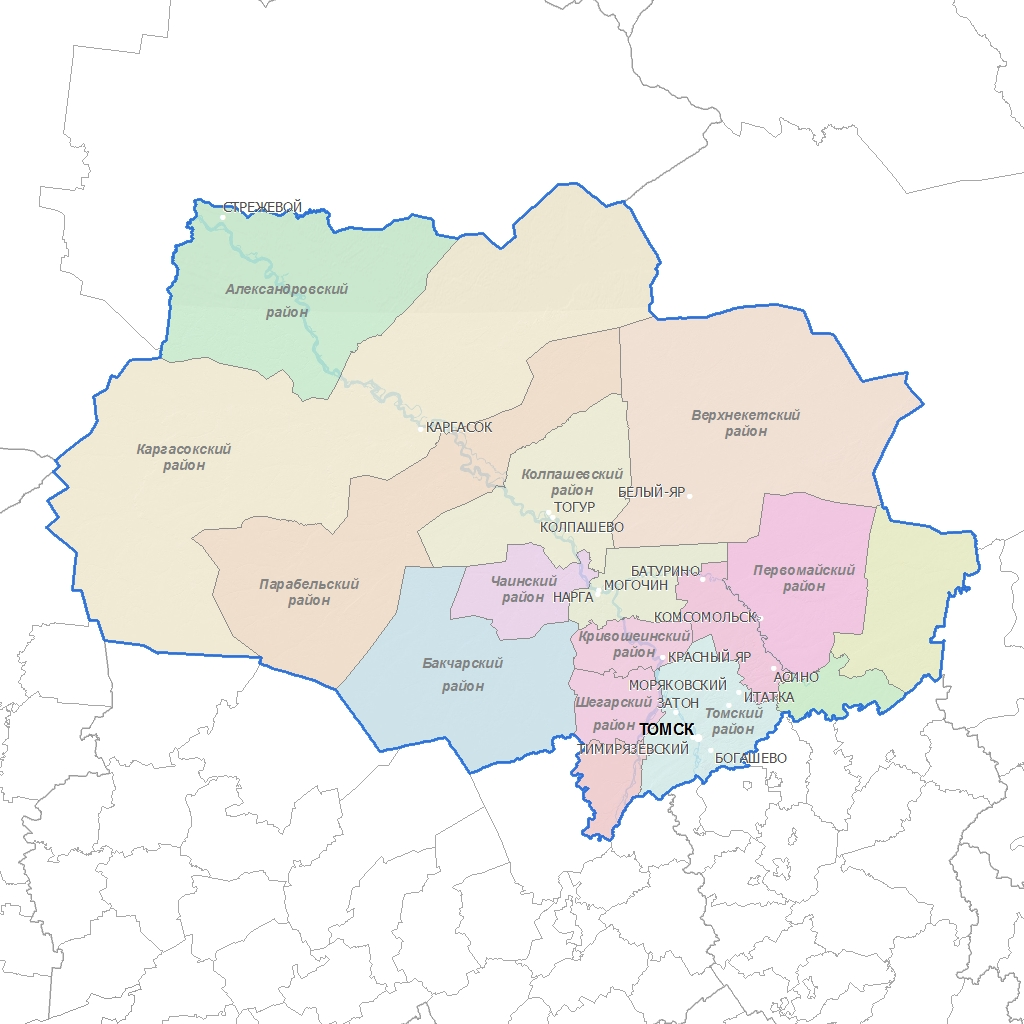 СТРЕЖЕВОЙ
Александровский
район
Каргасокский
район
КАРГАСОК
Верхнекетский
район
Колпашевский
район
БЕЛЫЙ-ЯР
ТОГУР
КОЛПАШЕВО
Парабельский
район
Чаинский
район
БАТУРИНО
МОГОЧИН
НАРГА
Первомайский
район
КОМСОМОЛЬСК
Кривошеинский
район
КРАСНЫЙ ЯР
Бакчарский
район
АСИНО
МОРЯКОВСКИЙ
ЗАТОН
ИТАТКА
Шегарский
район
Томский
район
ТОМСК
ТИМИРЯЗЕВСКИЙ
БОГАШЕВО